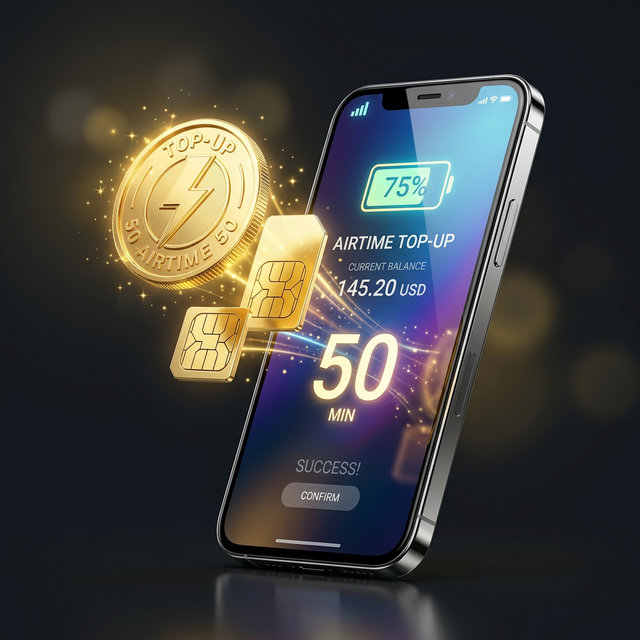 TOP-UP
50 AIRTIME 50
75%
AIRTIME TOP-UP
CURRENT BALANCE
145.20 USD
50
MIN
SUCCESS!
CONFIRM